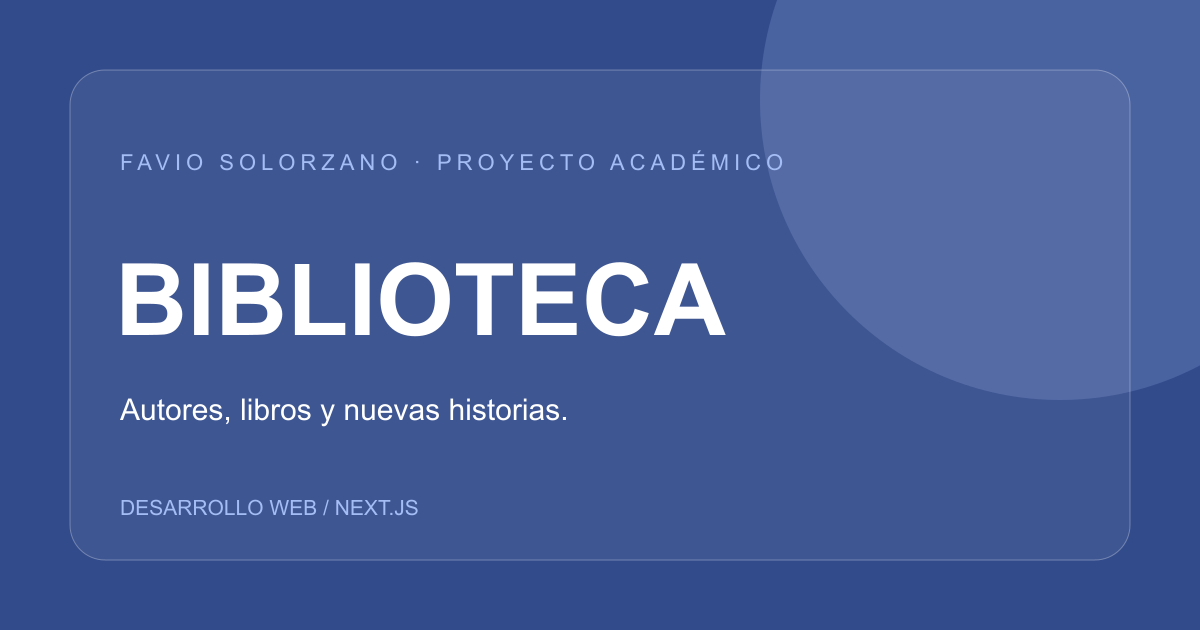 FAVIO SOLORZANO · PROYECTO ACADÉMICO
BIBLIOTECA
Autores, libros y nuevas historias.
DESARROLLO WEB / NEXT.JS